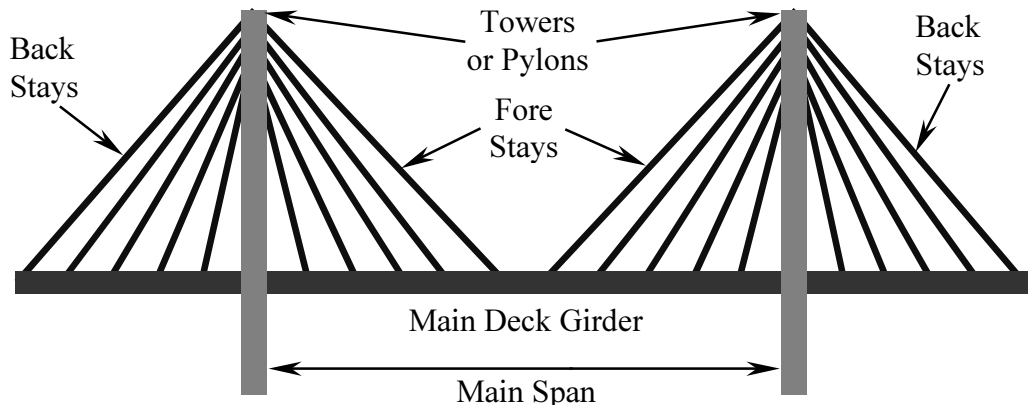 Towers
or Pylons
Back
Stays
Back
Stays
Fore
Stays
Main Deck Girder
Main Span